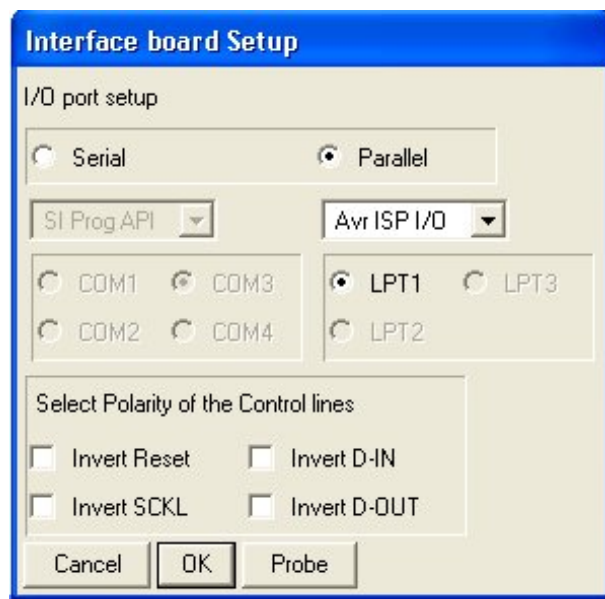 Interface board Setup
I/O port setup
Serial Parallel
SI Prog API Avr ISP I/O
COM1 COM3 LPT1 LPT3
COM2 COM4 LPT2
Select Polarity of the Control lines
Invert Reset Invert D-IN
Invert SCKL Invert D-OUT
Cancel OK Probe